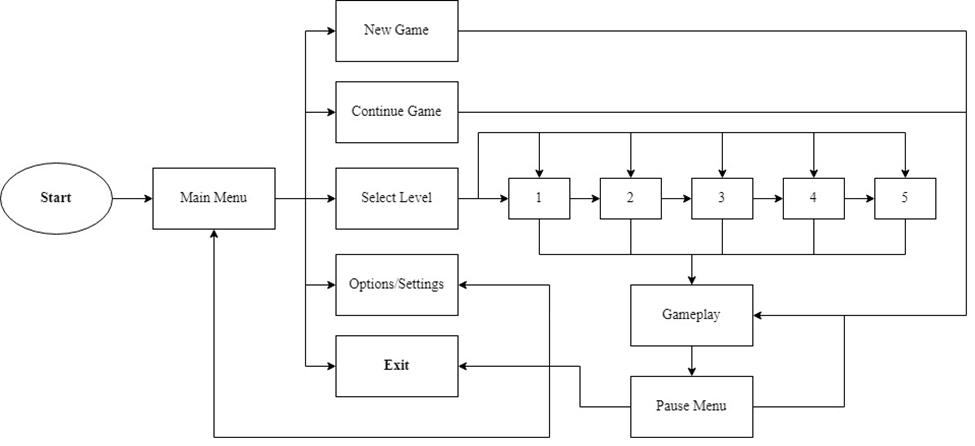 New Game
Continue Game
Start
Main Menu
Select Level
1
2
3
4
5
Options/Settings
Gameplay
Exit
Pause Menu